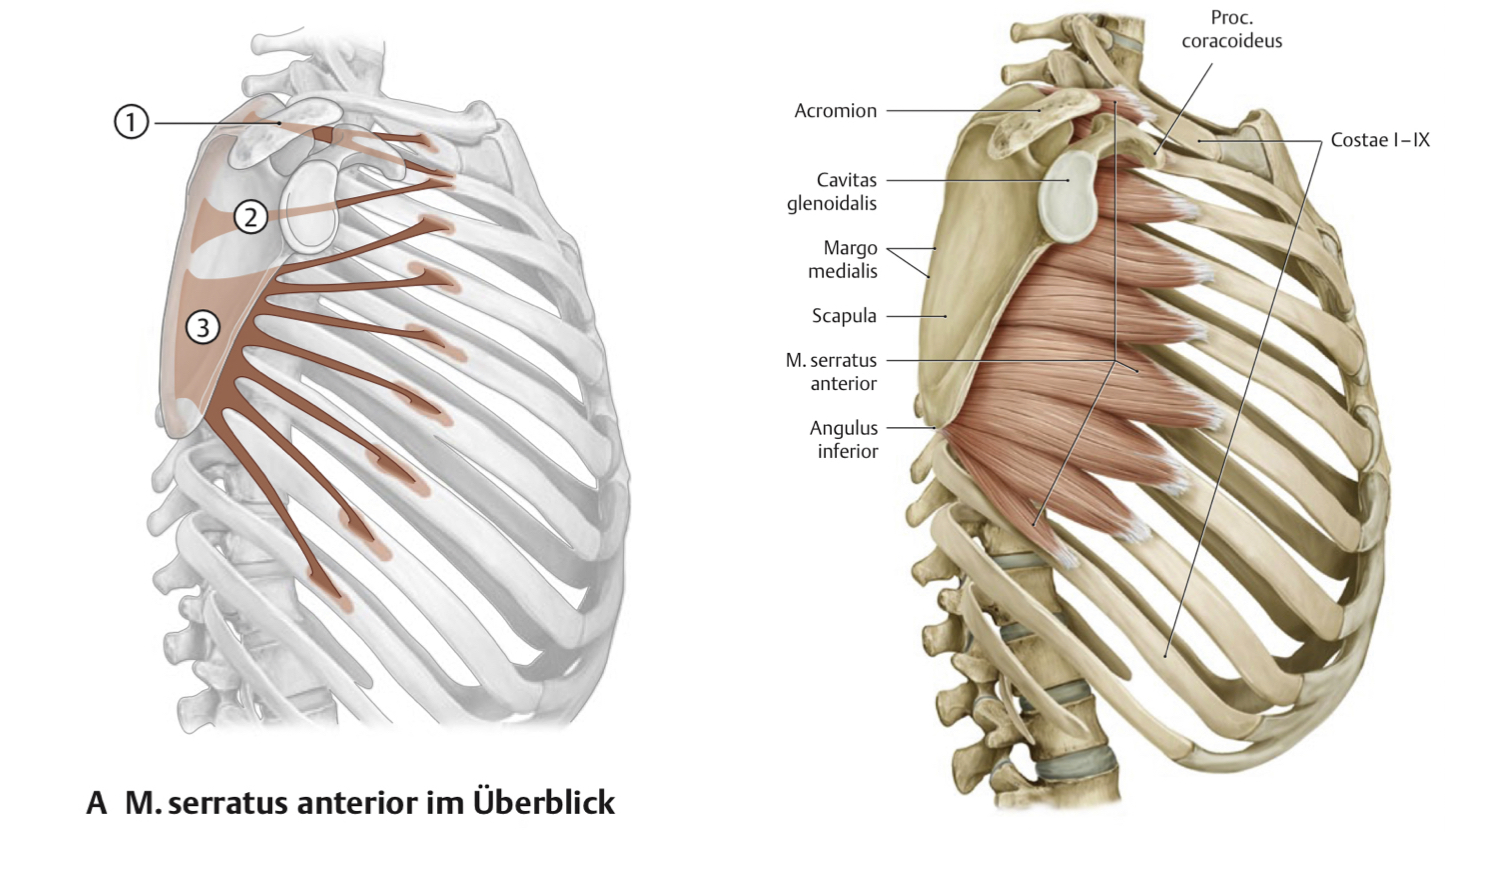 1
2
3
A M. serratus anterior im Überblick
Proc.
coracoideus
Acromion
Costae I–IX
Cavitas
glenoidalis
Margo
medialis
Scapula
M. serratus
anterior
Angulus
inferior